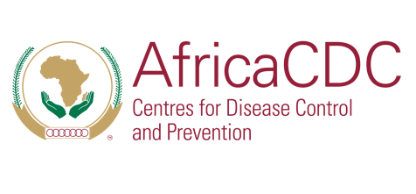 AfricaCDC
Centres for Disease Control
and Prevention
®